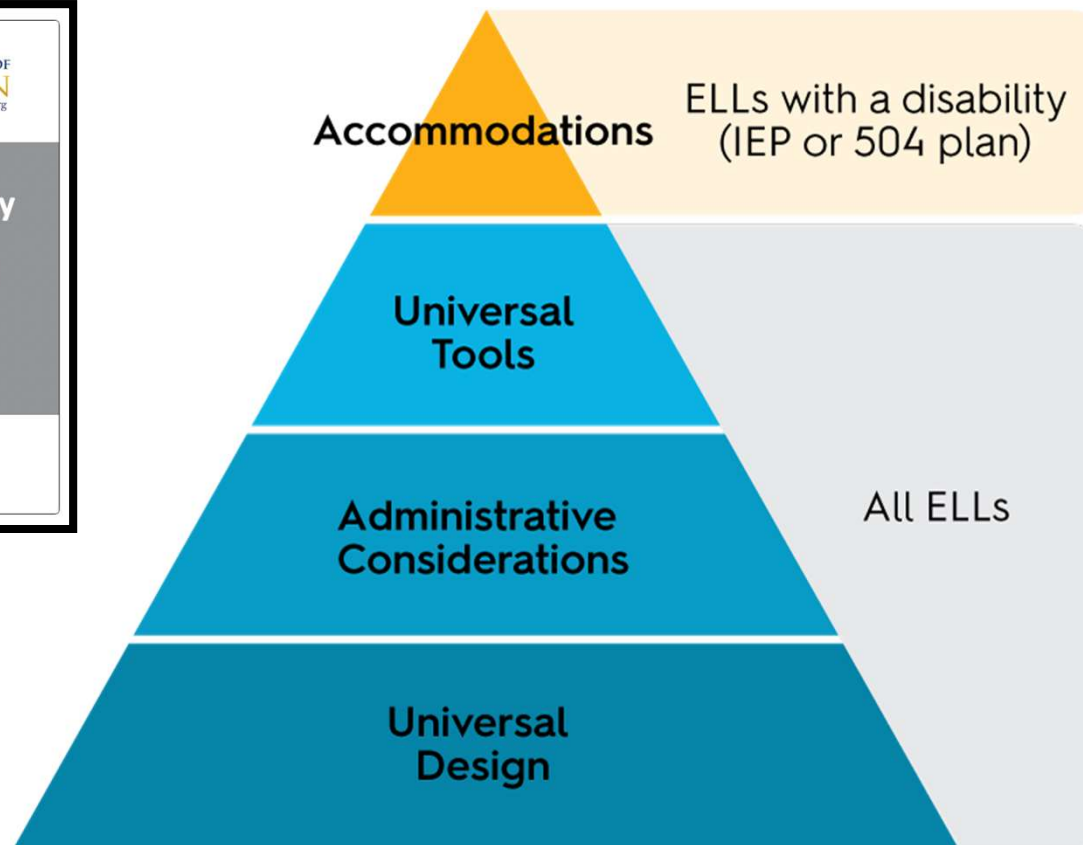 Accommodations
ELLs with a disability
(IEP or 504 plan)
Universal
Tools
Administrative
Considerations
All ELLs
Universal
Design